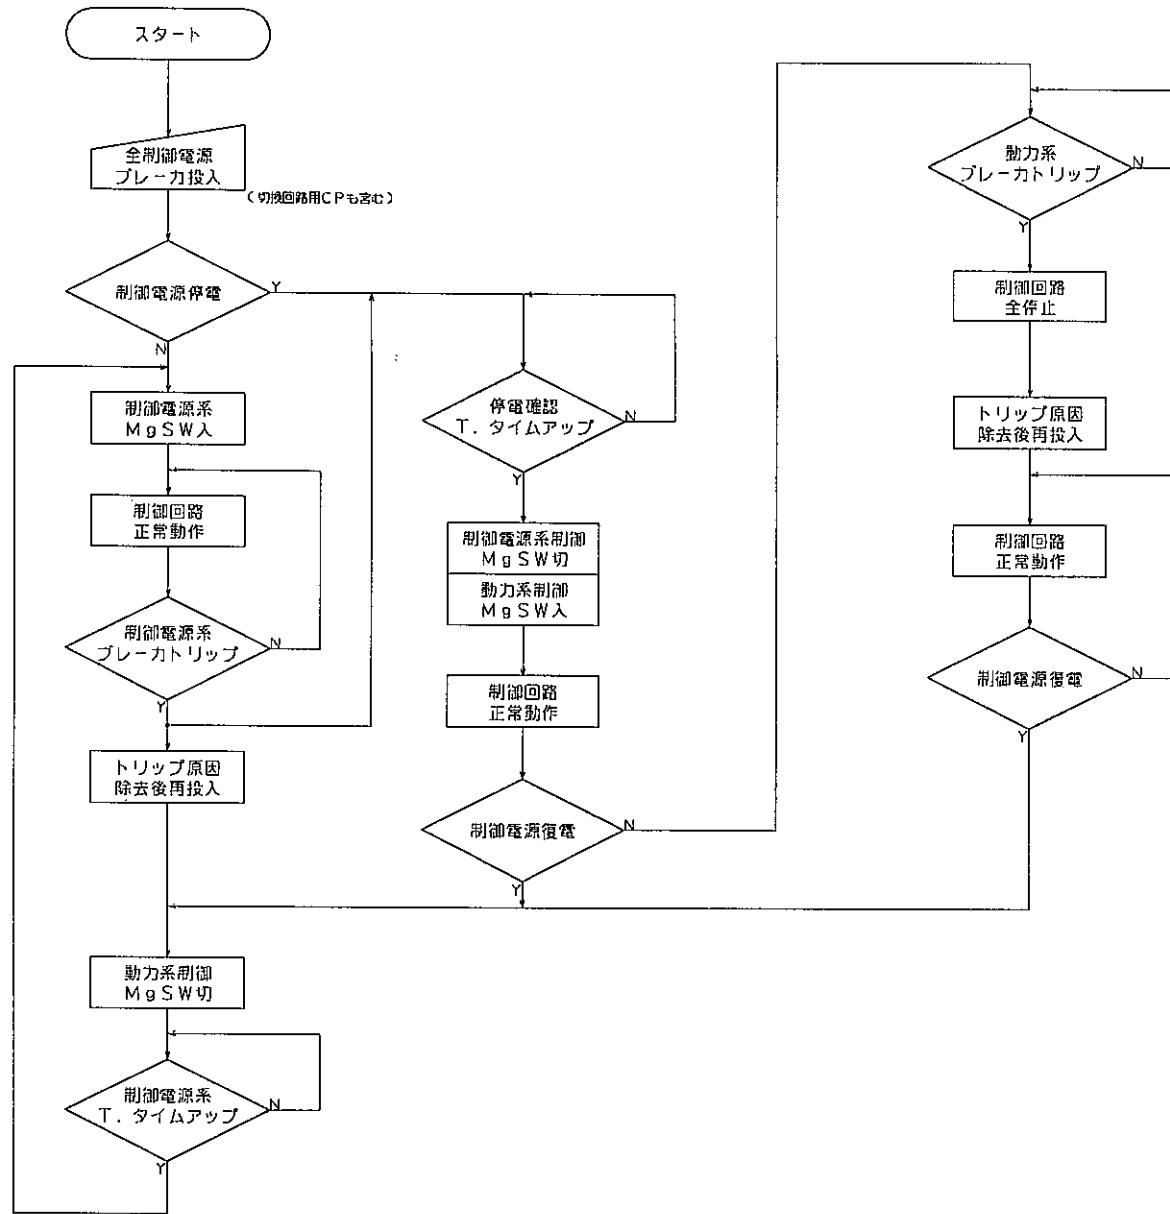 スタート
全制御電源
ブレーカ投入
(切換回路用CPも含む)
制御電源停電
Y
N
制御電源系
MgSW入
制御回路
正常動作
制御電源系
ブレーカトリップ
N
Y
トリップ原因
除去後再投入
動力系制御
MgSW切
制御電源系
T.タイムアップ
N
Y
停電確認
T.タイムアップ
N
Y
制御電源系制御
MgSW切
動力系制御
MgSW入
制御回路
正常動作
制御電源復電
N
Y
動力系
ブレーカトリップ
N
Y
制御回路
全停止
トリップ原因
除去後再投入
制御回路
正常動作
制御電源復電
N
Y